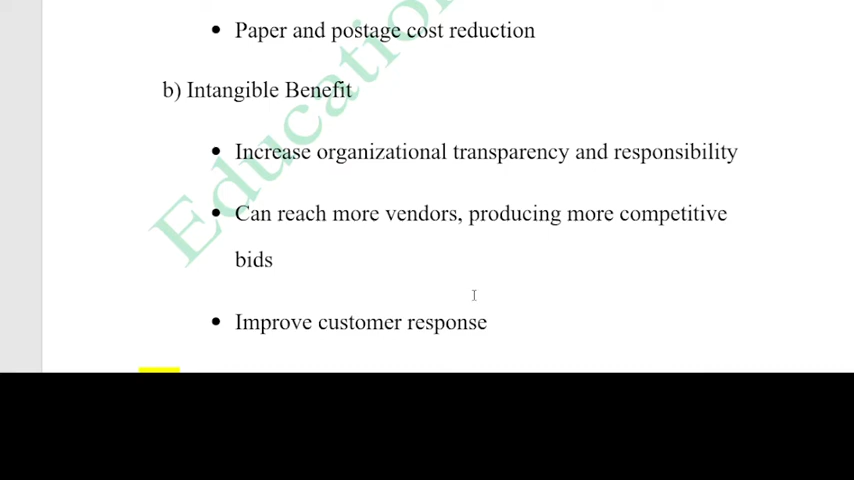 • Paper and postage cost reduction
b) Intangible Benefit
• Increase organizational transparency and responsibility
• Can reach more vendors, producing more competitive
bids
• Improve customer response
Education